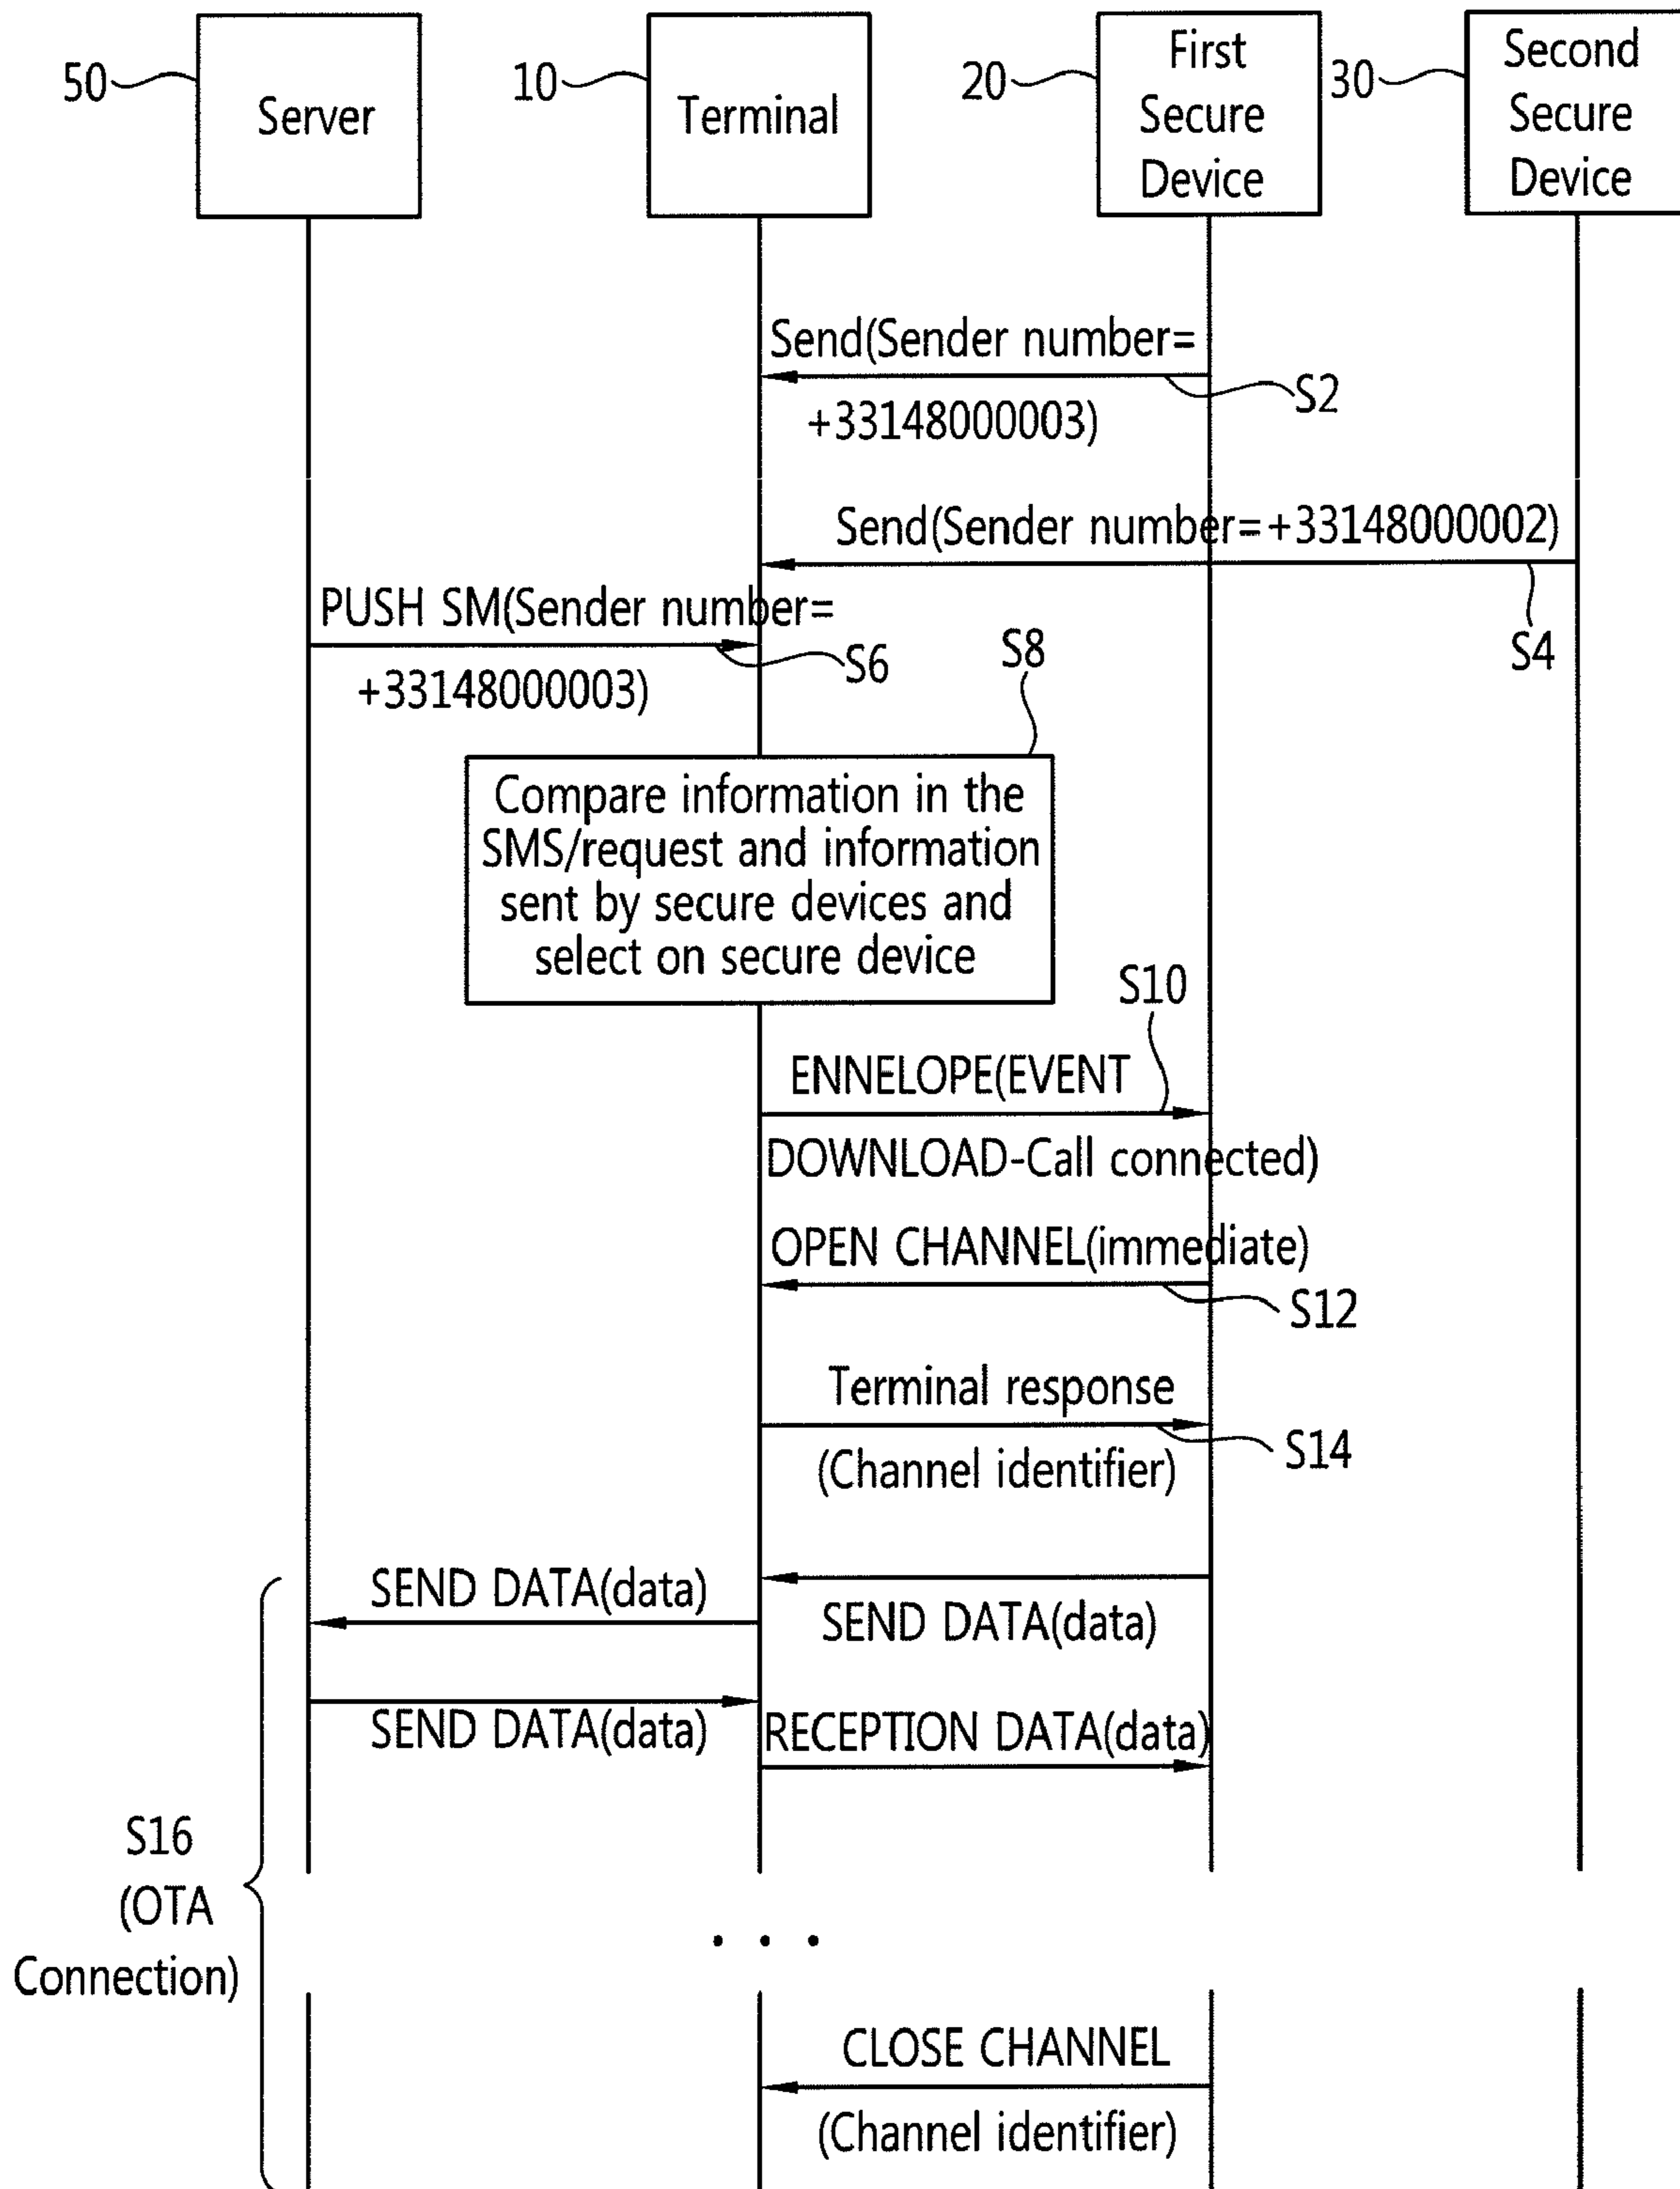 50
Server
10
Terminal
20
First
Secure
Device
30
Second
Secure
Device
Send(Sender number=
S2
+33148000003)
Send(Sender number=+33148000002)
S4
PUSH SM(Sender number=
S6
+33148000003)
S8
Compare information in the
SMS/request and information
sent by secure devices and
select on secure device
S10
ENNELOPE(EVENT
DOWNLOAD-Call connected)
OPEN CHANNEL(immediate)
S12
Terminal response
S14
(Channel identifier)
SEND DATA(data)
SEND DATA(data)
SEND DATA(data)
RECEPTION DATA(data)
S16
(OTA
Connection)
. . .
CLOSE CHANNEL
(Channel identifier)